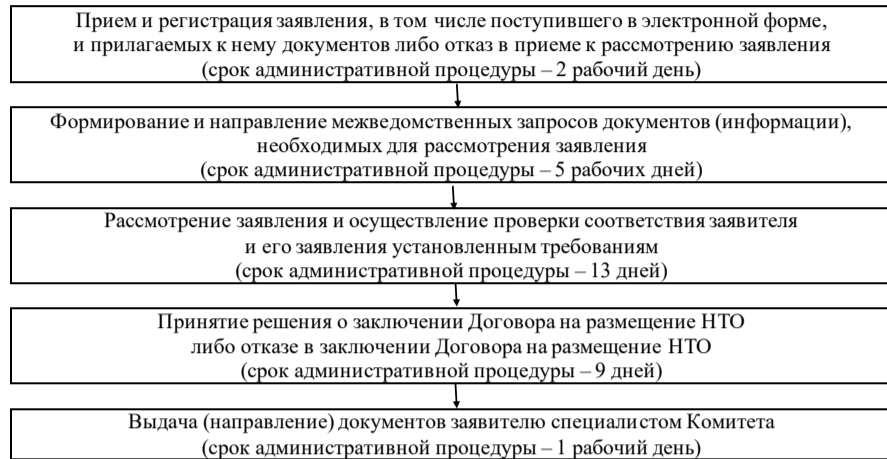 Прием и регистрация заявления, в том числе поступившего в электронной форме,
и прилагаемых к нему документов либо отказ в приеме к рассмотрению заявления
(срок административной процедуры – 2 рабочий день)
Формирование и направление межведомственных запросов документов (информации),
необходимых для рассмотрения заявления
(срок административной процедуры – 5 рабочих дней)
Рассмотрение заявления и осуществление проверки соответствия заявителя
и его заявления установленным требованиям
(срок административной процедуры – 13 дней)
Принятие решения о заключении Договора на размещение НТО
либо отказе в заключении Договора на размещение НТО
(срок административной процедуры – 9 дней)
Выдача (направление) документов заявителю специалистом Комитета
(срок административной процедуры – 1 рабочий день)